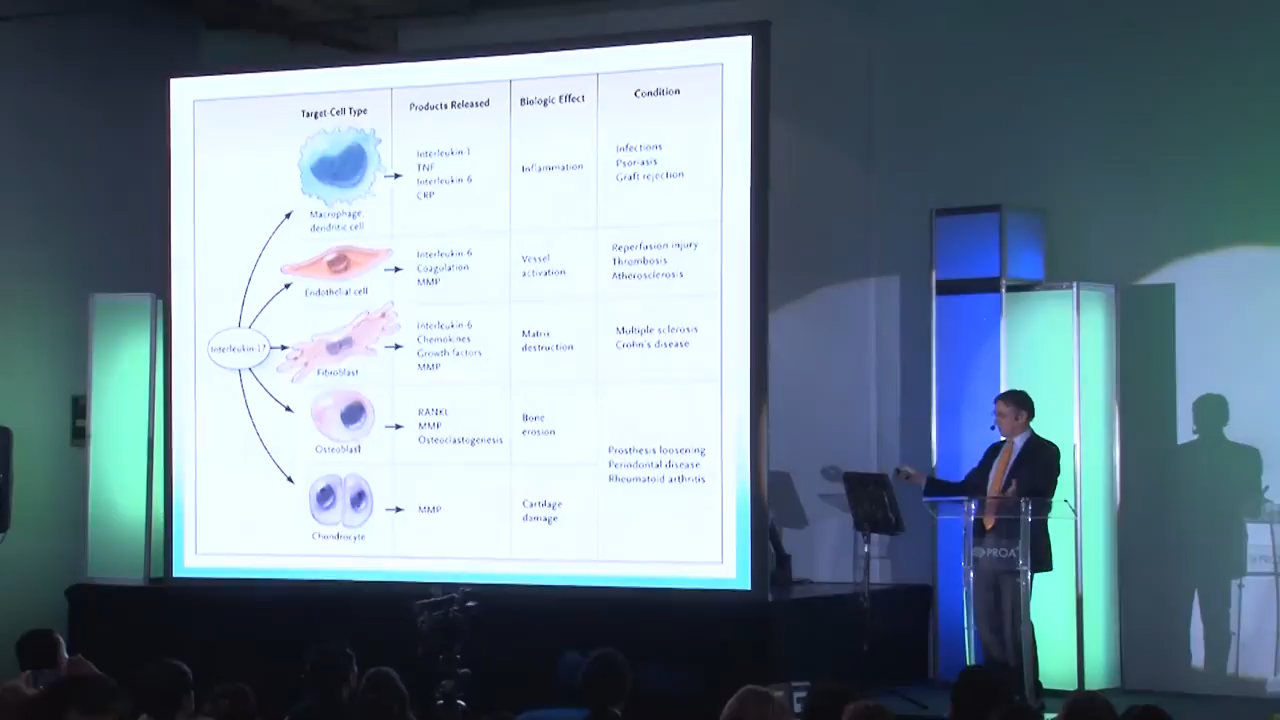 Target-Cell Type
Products Released
Biologic Effect
Condition
Interleukin-17
Macrophage,
dendritic cell
Interleukin-1
TNF
Interleukin-6
CRP
Inflammation
Infections
Psoriasis
Graft rejection
Endothelial cell
Interleukin-6
Coagulation
MMP
Vessel
activation
Reperfusion injury
Thrombosis
Atherosclerosis
Fibroblast
Interleukin-6
Chemokines
Growth factors
MMP
Matrix
destruction
Multiple sclerosis
Crohn's disease
Osteoblast
RANKL
MMP
Osteoclastogenesis
Bone
erosion
Prosthesis loosening
Periodontal disease
Rheumatoid arthritis
Chondrocyte
MMP
Cartilage
damage
PROA